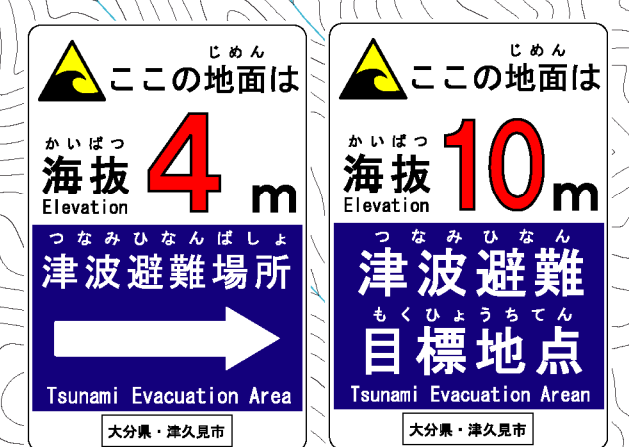 じめん
ここの地面は
かいばつ
海抜 4 m
Elevation
つなみひなんばしょ
津波避難場所
Tsunami Evacuation Area
大分県・津久見市
じめん
ここの地面は
かいばつ
海抜 10 m
Elevation
つなみひなん
津波避難
もくひょうちてん
目標地点
Tsunami Evacuation Arean
大分県・津久見市